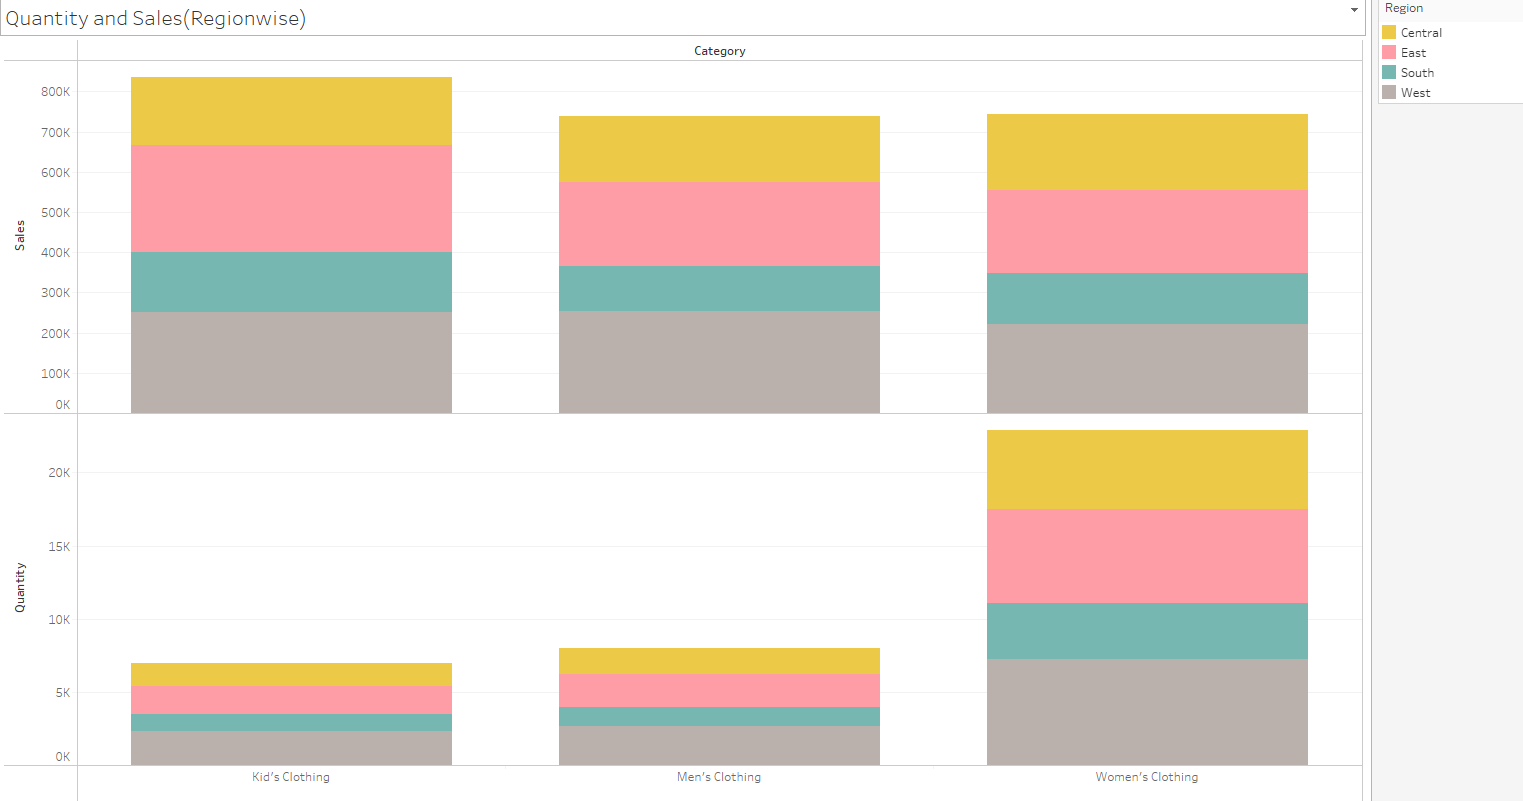 Quantity and Sales(Regionwise)
Category
Sales
800K
700K
600K
500K
400K
300K
200K
100K
0K
Quantity
20K
15K
10K
5K
0K
Kid's Clothing
Men's Clothing
Women's Clothing
Region
Central
East
South
West